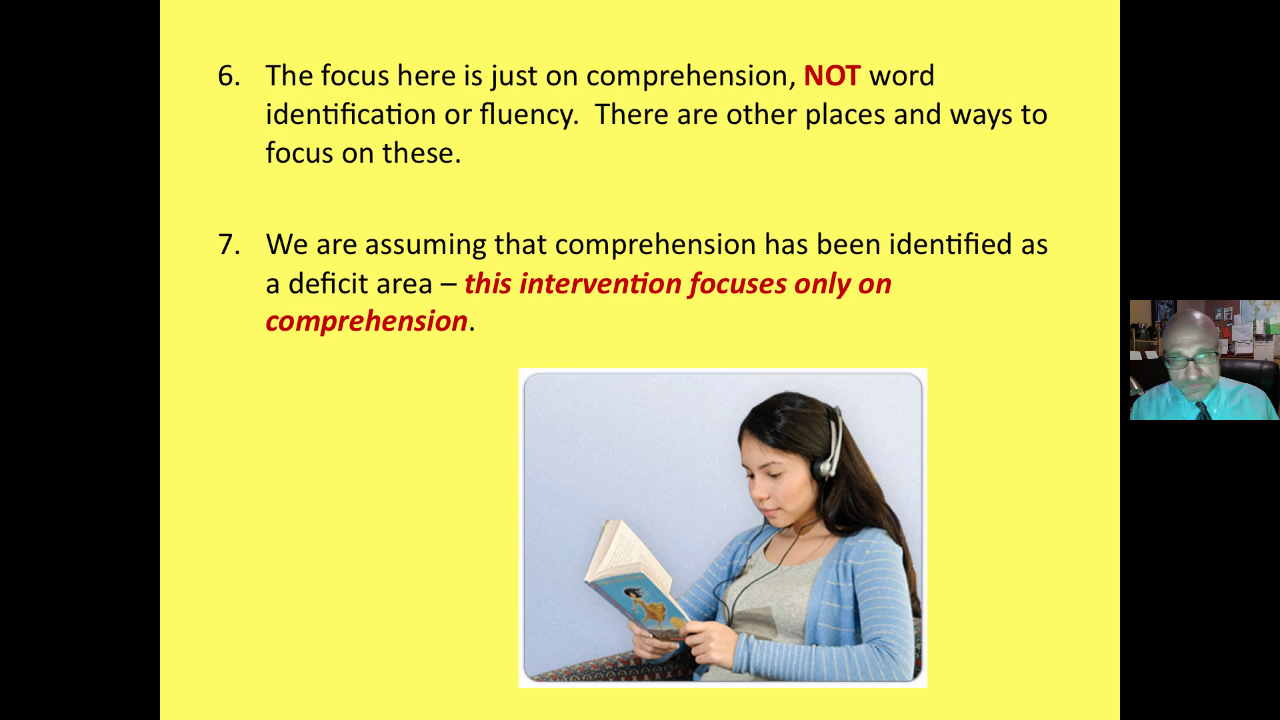 6. The focus here is just on comprehension, NOT word
identification or fluency.  There are other places and ways to
focus on these.
7. We are assuming that comprehension has been identified as
a deficit area – this intervention focuses only on
comprehension.